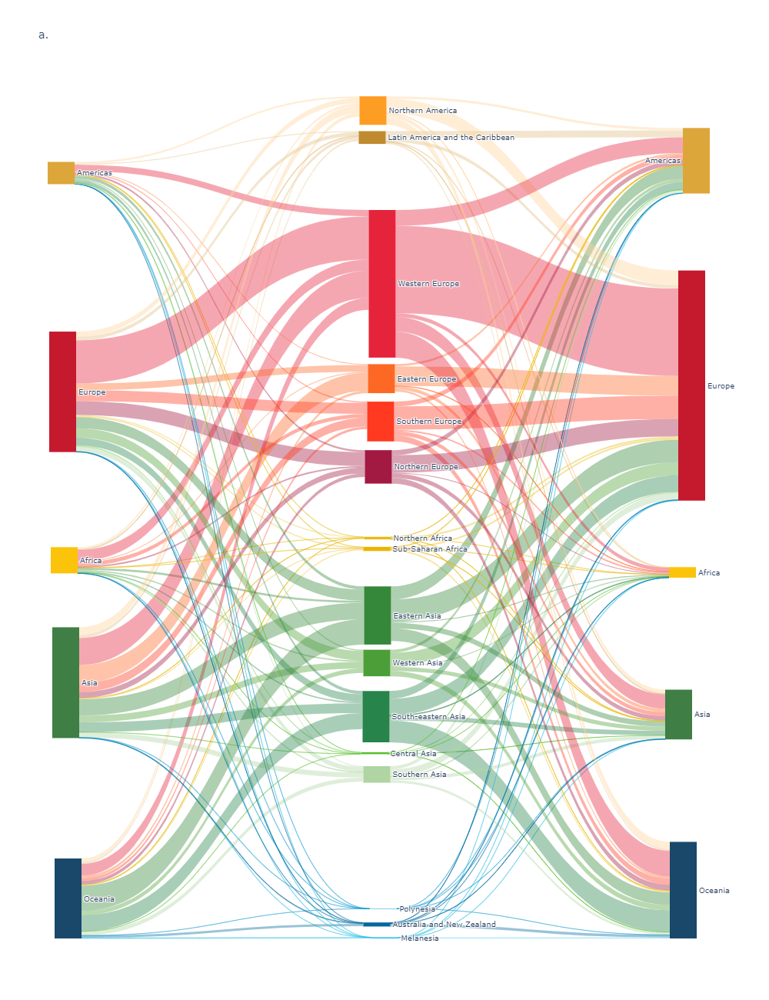 a.
Northern America
Latin America and the Caribbean
Americas
Americas
Western Europe
Eastern Europe
Europe
Europe
Southern Europe
Northern Europe
Northern Africa
Sub-Saharan Africa
Africa
Africa
Eastern Asia
Western Asia
Asia
South-eastern Asia
Asia
Central Asia
Southern Asia
Oceania
Oceania
Polynesia
Australia and New Zealand
Melanesia